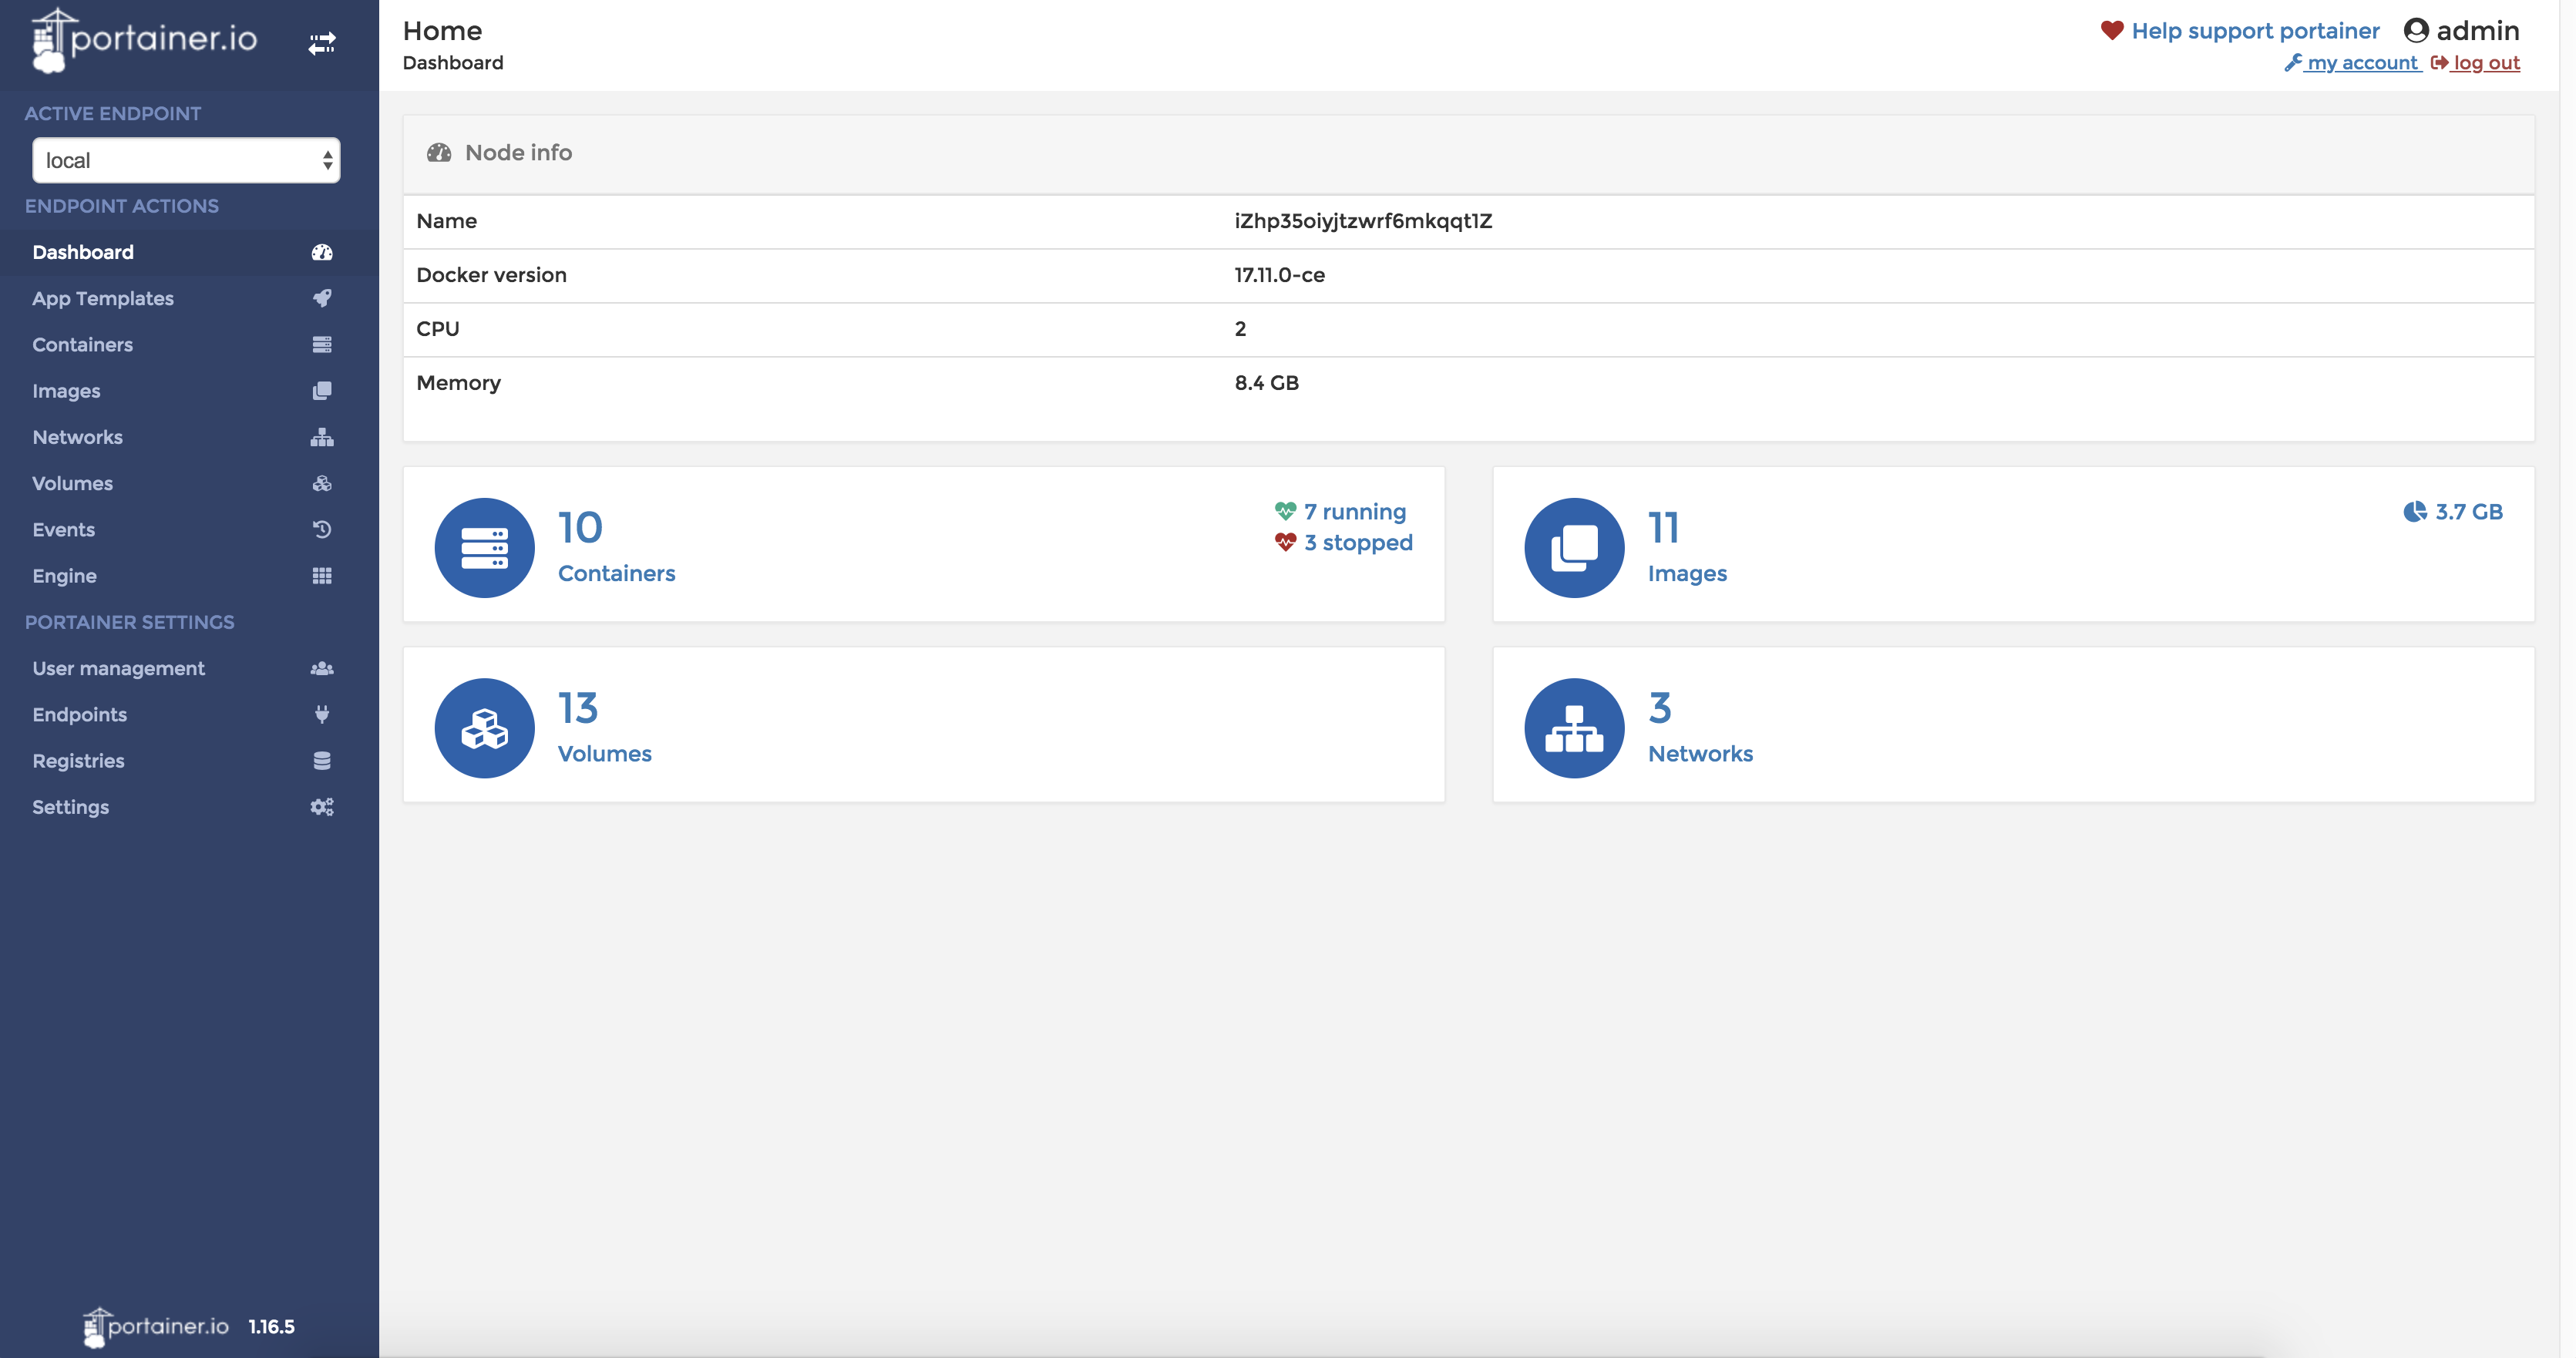 portainer.io
ACTIVE ENDPOINT
local
ENDPOINT ACTIONS
Dashboard
App Templates
Containers
Images
Networks
Volumes
Events
Engine
PORTAINER SETTINGS
User management
Endpoints
Registries
Settings
portainer.io 1.16.5
Home
Dashboard
Help support portainer admin
my account log out
Node info
Name iZhp35oiyjtzwrf6mkqqt1Z
Docker version 17.11.0-ce
CPU 2
Memory 8.4 GB
10
Containers
7 running
3 stopped
11
Images
3.7 GB
13
Volumes
3
Networks